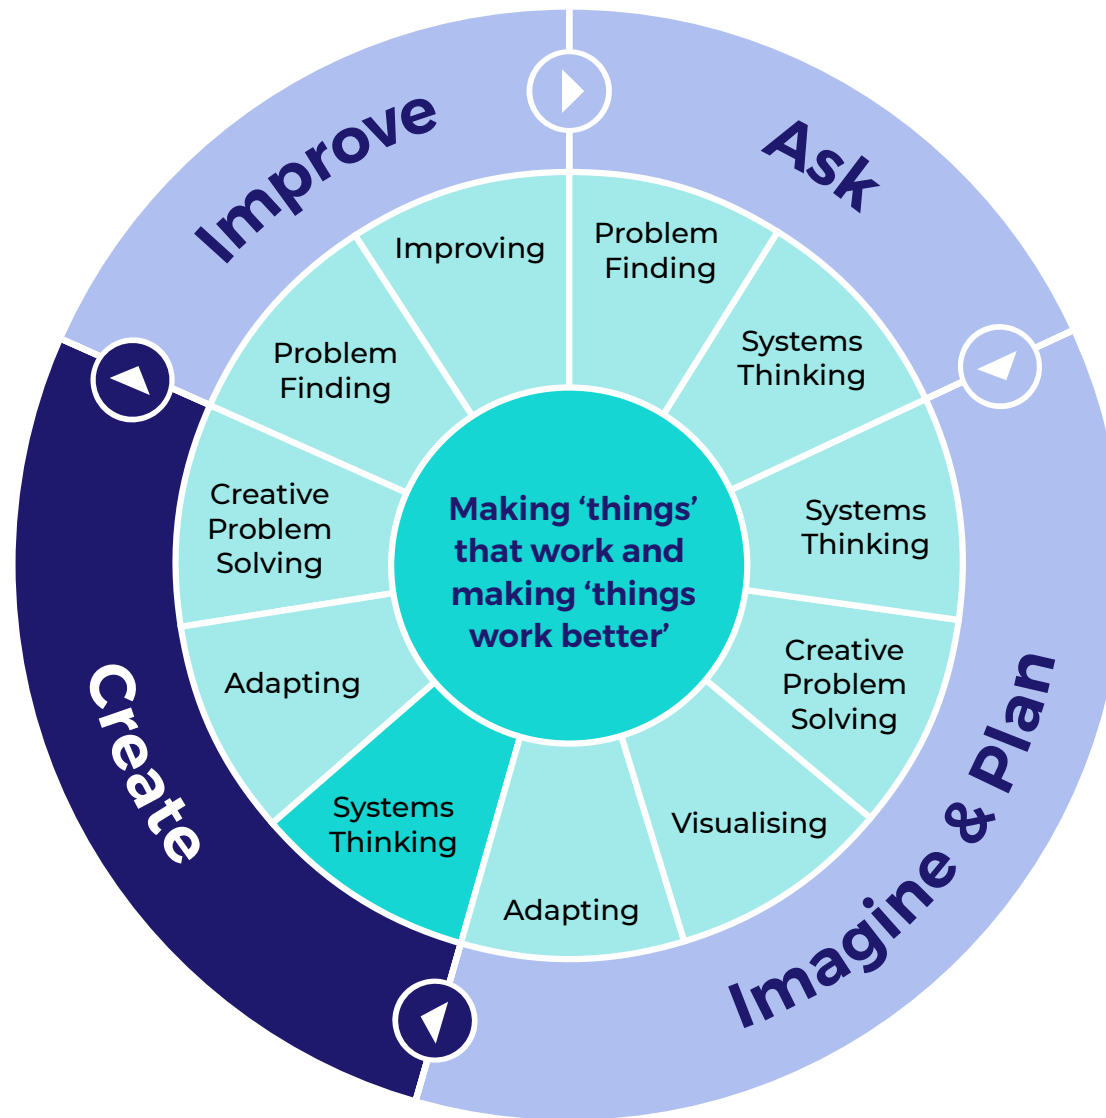 Improve
Ask
Improving
Problem
Finding
Systems
Thinking
Systems
Thinking
Creative
Problem
Solving
Visualising
Adapting
Systems
Thinking
Adapting
Creative
Problem
Solving
Problem
Finding
Making ‘things’
that work and
making ‘things
work better’
Imagine & Plan
Create